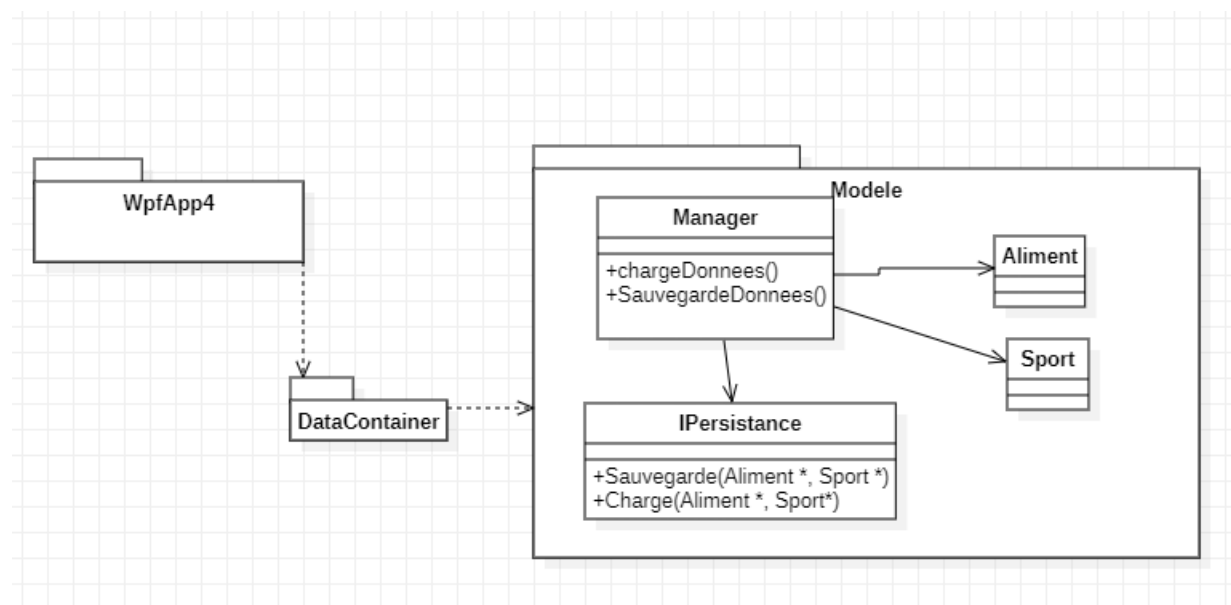 WpfApp4
DataContainer
Modele
Manager
+chargeDonnees()
+SauvegardeDonnees()
Aliment
Sport
IPersistance
+Sauvegarde(Aliment *, Sport *)
+Charge(Aliment *, Sport*)